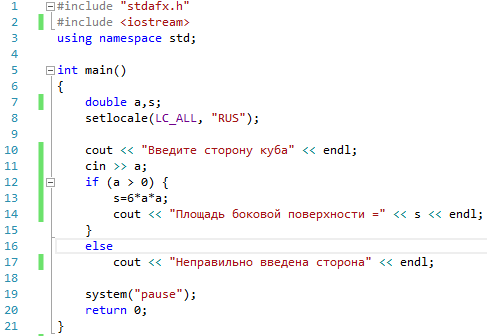 1 #include "stdafx.h"
2 #include <iostream>
3 using namespace std;
4
5 int main()
6 {
7 double a,s;
8 setlocale(LC_ALL, "RUS");
9
10 cout << "Введите сторону куба" << endl;
11 cin >> a;
12 if (a > 0) {
13 s=6*a*a;
14 cout << "Площадь боковой поверхности =" << s << endl;
15 }
16 else
17 cout << "Неправильно введена сторона" << endl;
18
19 system("pause");
20 return 0;
21 }